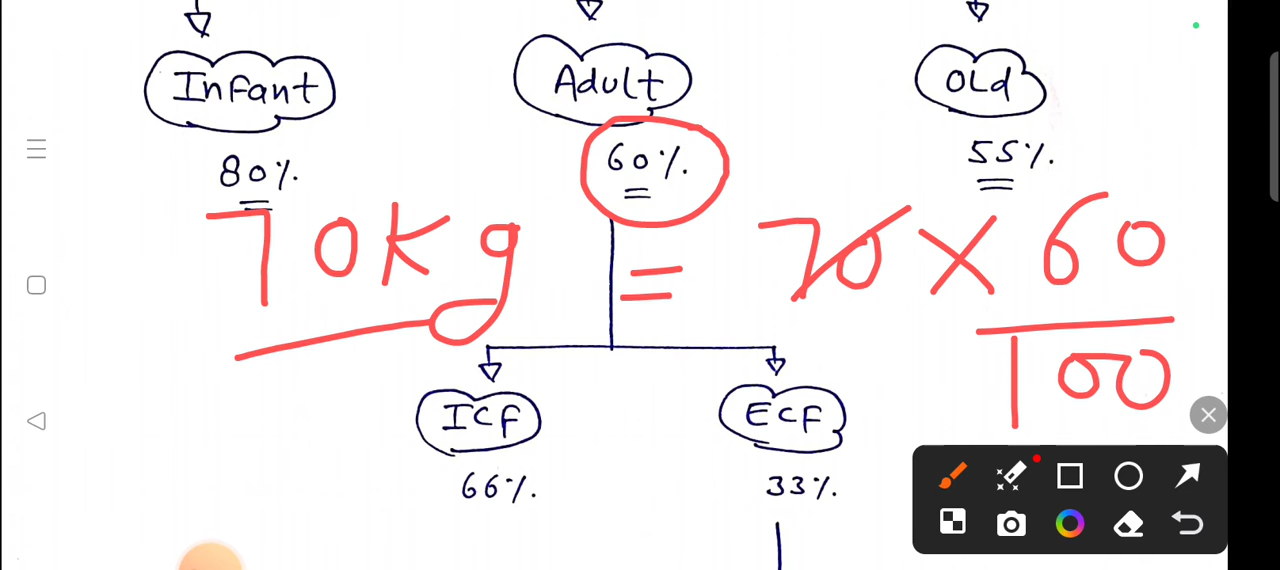 Infant Adult OLd
80%. 60%. 55%.
70Kg = 70 × 60
100
ICF ECF
66%. 33%.